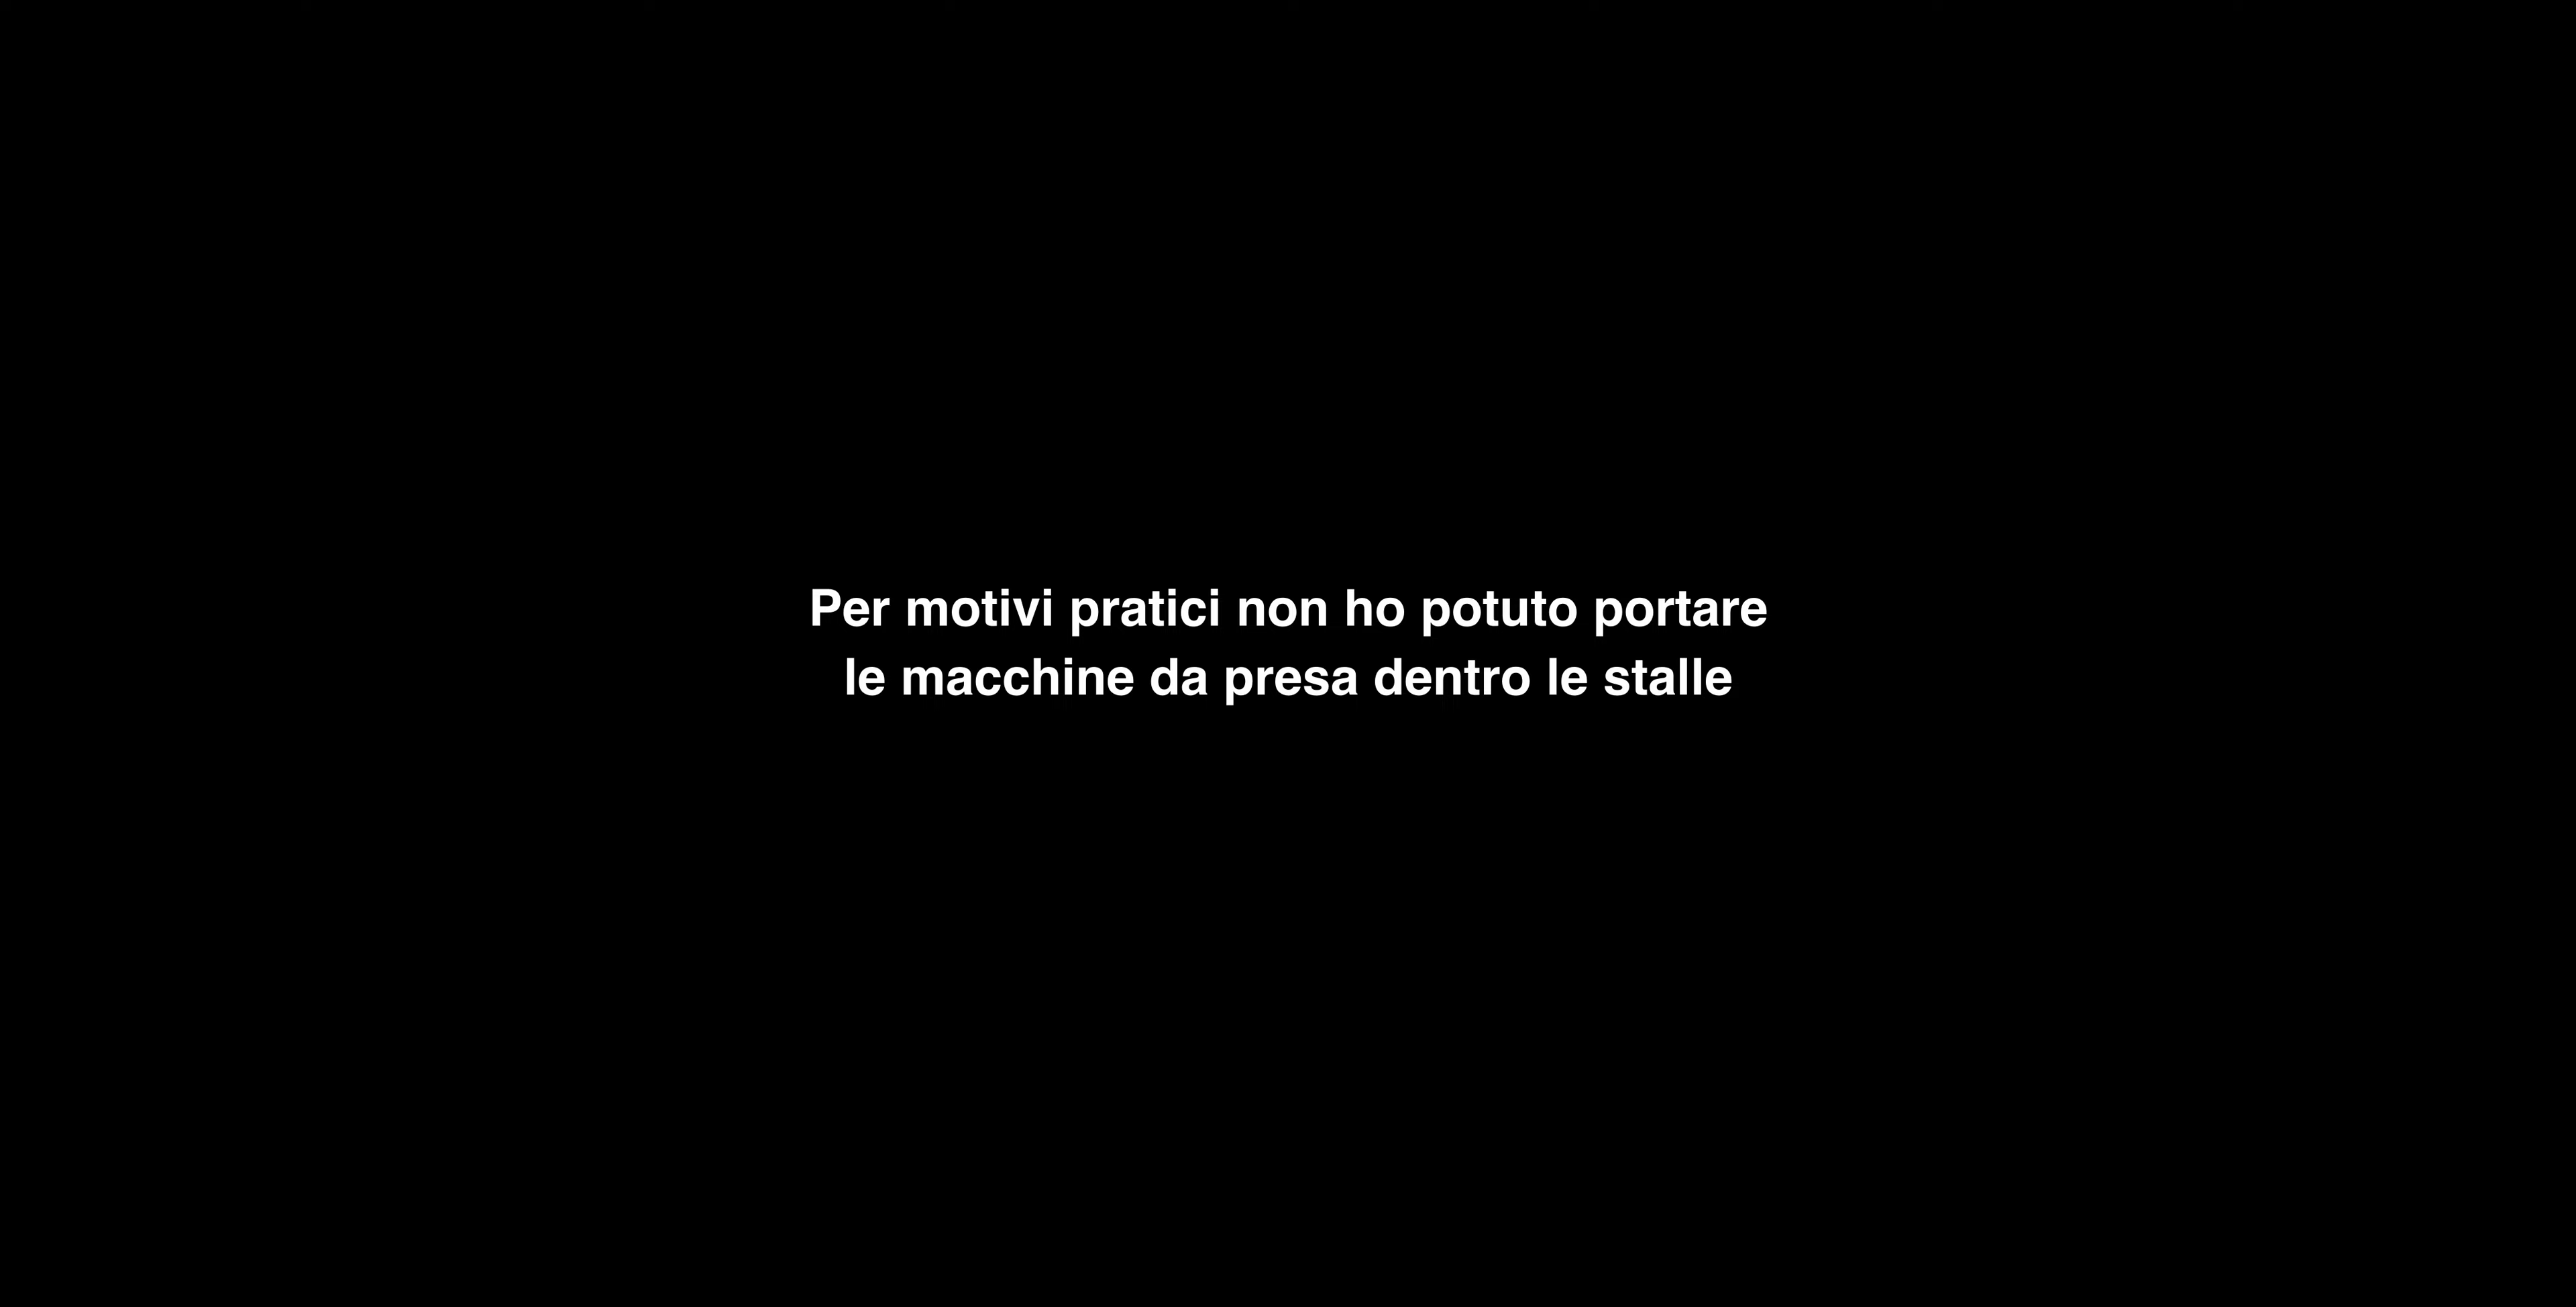 Per motivi pratici non ho potuto portare
le macchine da presa dentro le stalle